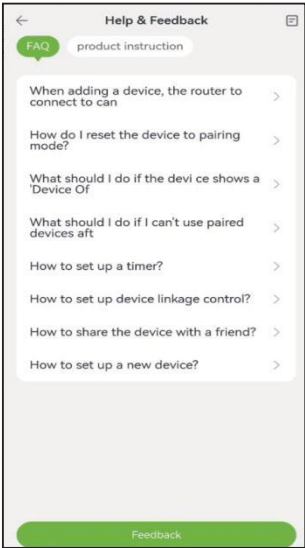 Help & Feedback
FAQ
product instruction
When adding a device, the router to
connect to can
How do I reset the device to pairing
mode?
What should I do if the devi ce shows a
'Device Of
What should I do if I can't use paired
devices aft
How to set up a timer?
How to set up device linkage control?
How to share the device with a friend?
How to set up a new device?
Feedback